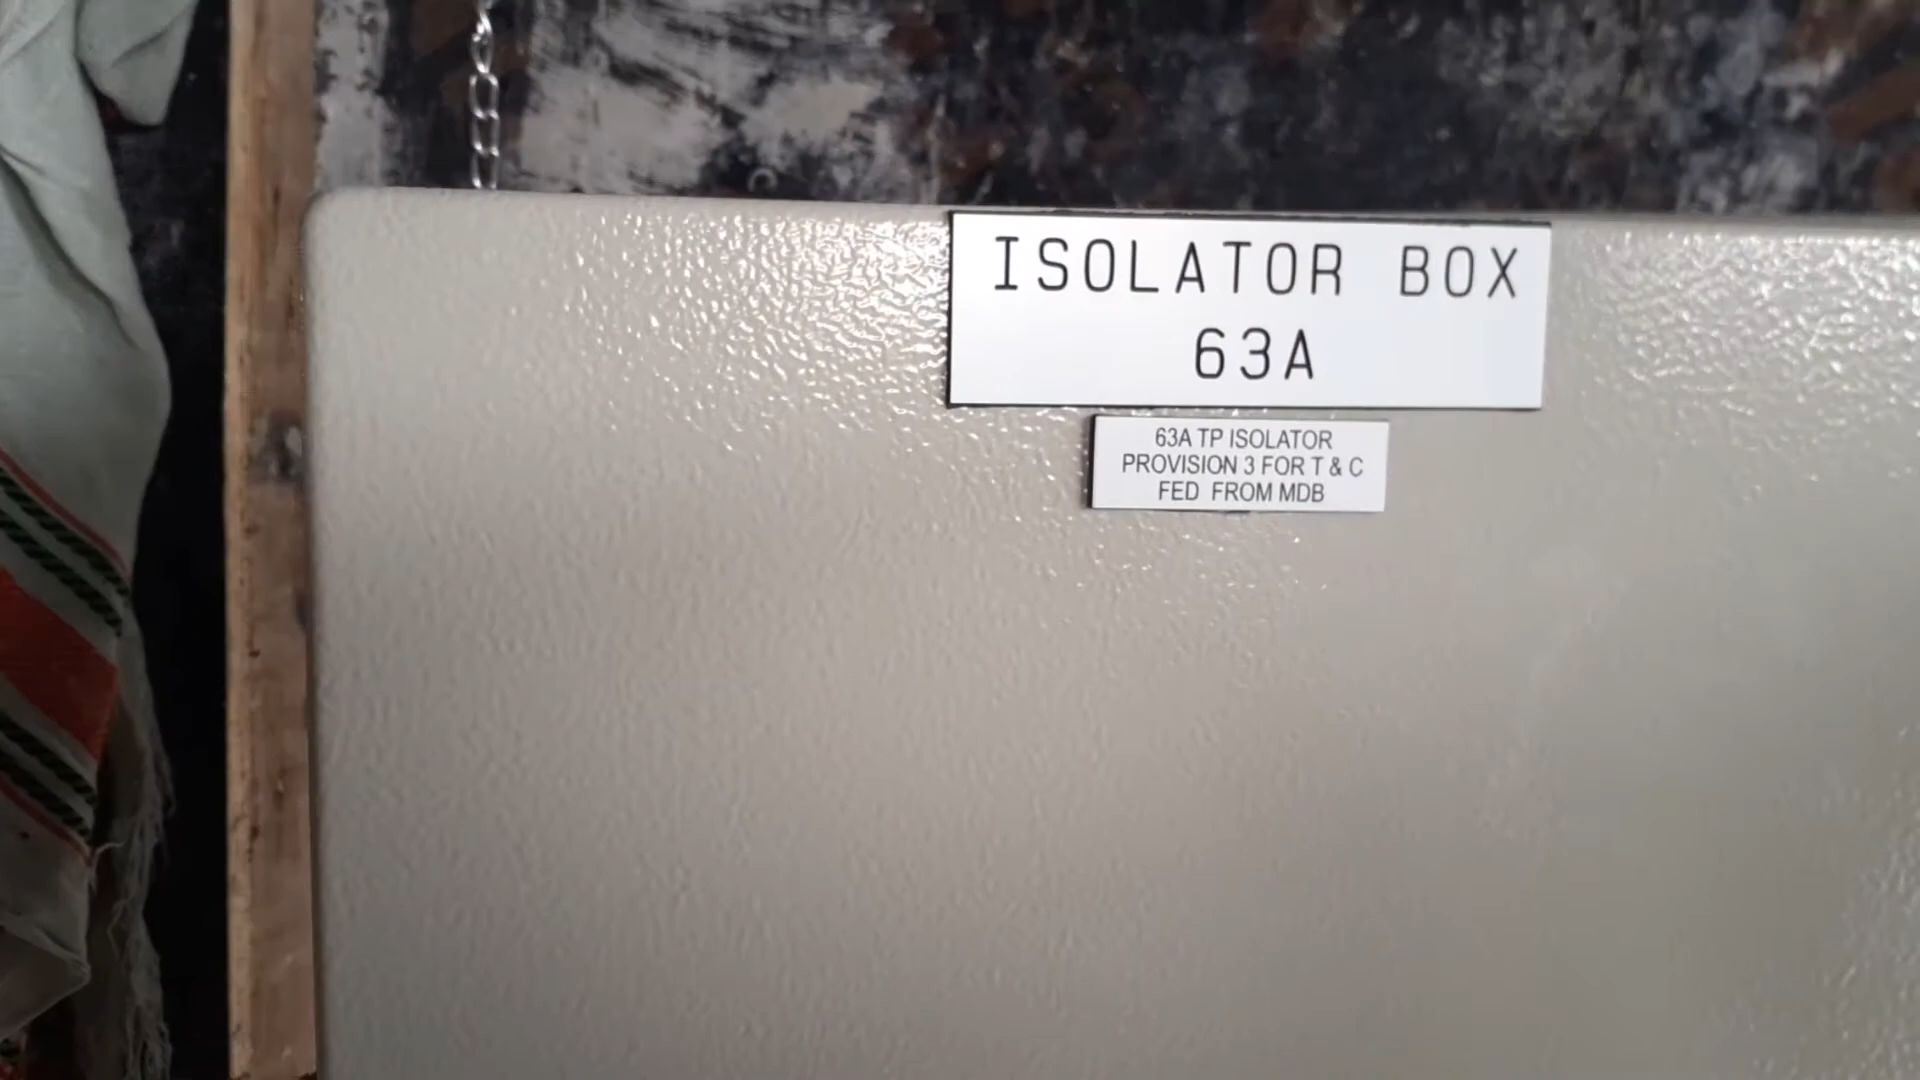 ISOLATOR BOX
63A
63A TP ISOLATOR
PROVISION 3 FOR T & C
FED FROM MDB